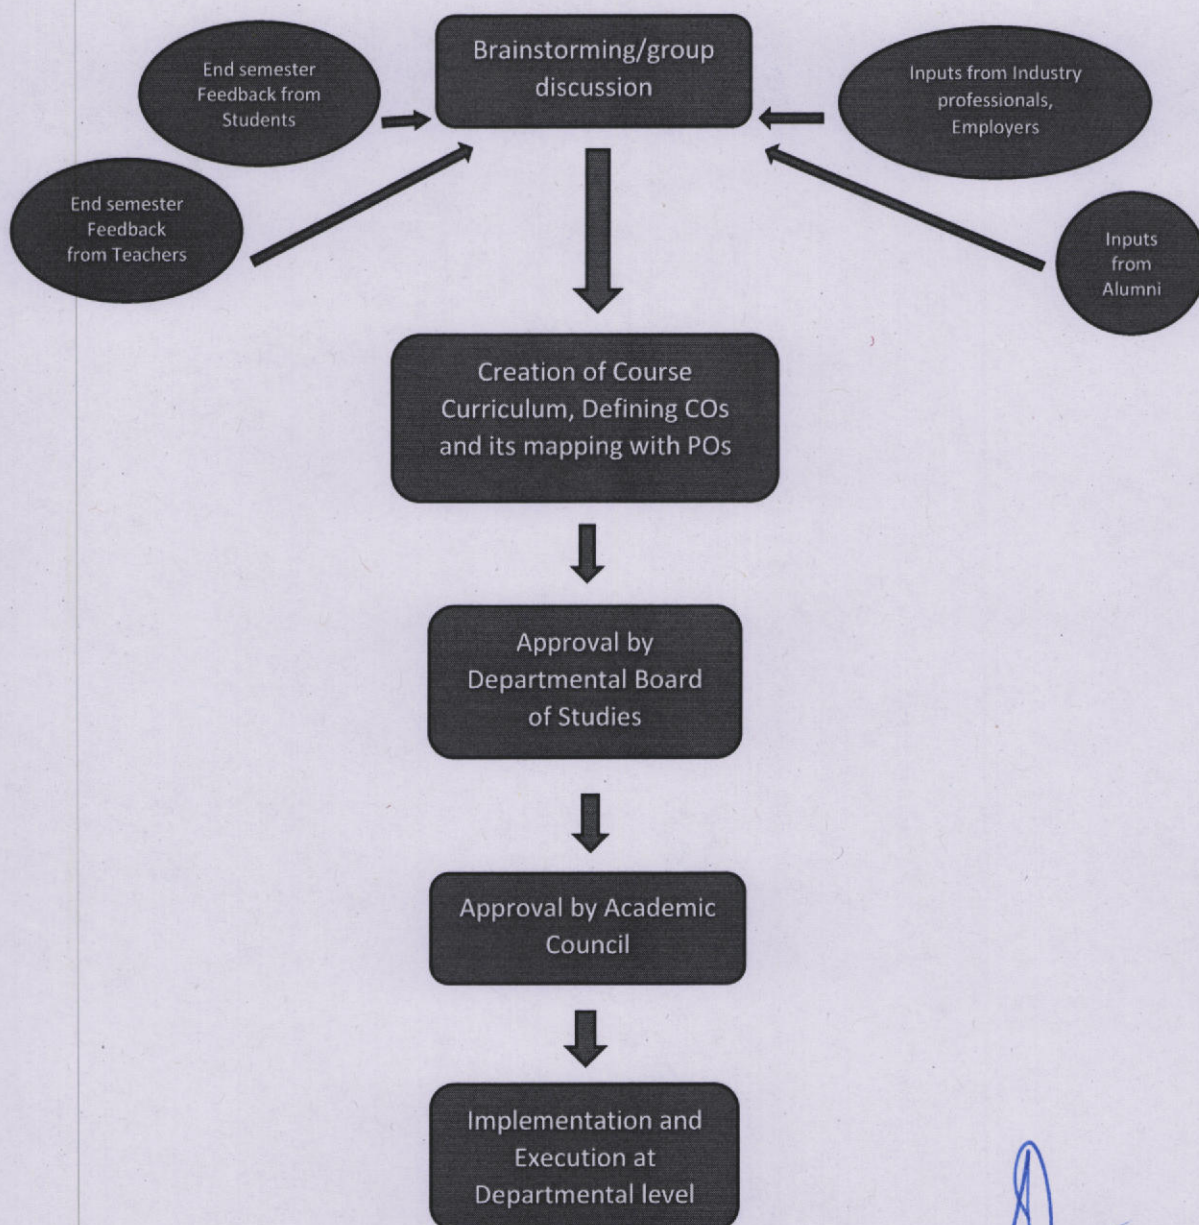 Brainstorming/group
discussion
End semester
Feedback from
Students
Inputs from Industry
professionals,
Employers
End semester
Feedback
from Teachers
Inputs
from
Alumni
Creation of Course
Curriculum, Defining COs
and its mapping with POs
Approval by
Departmental Board
of Studies
Approval by Academic
Council
Implementation and
Execution at
Departmental level